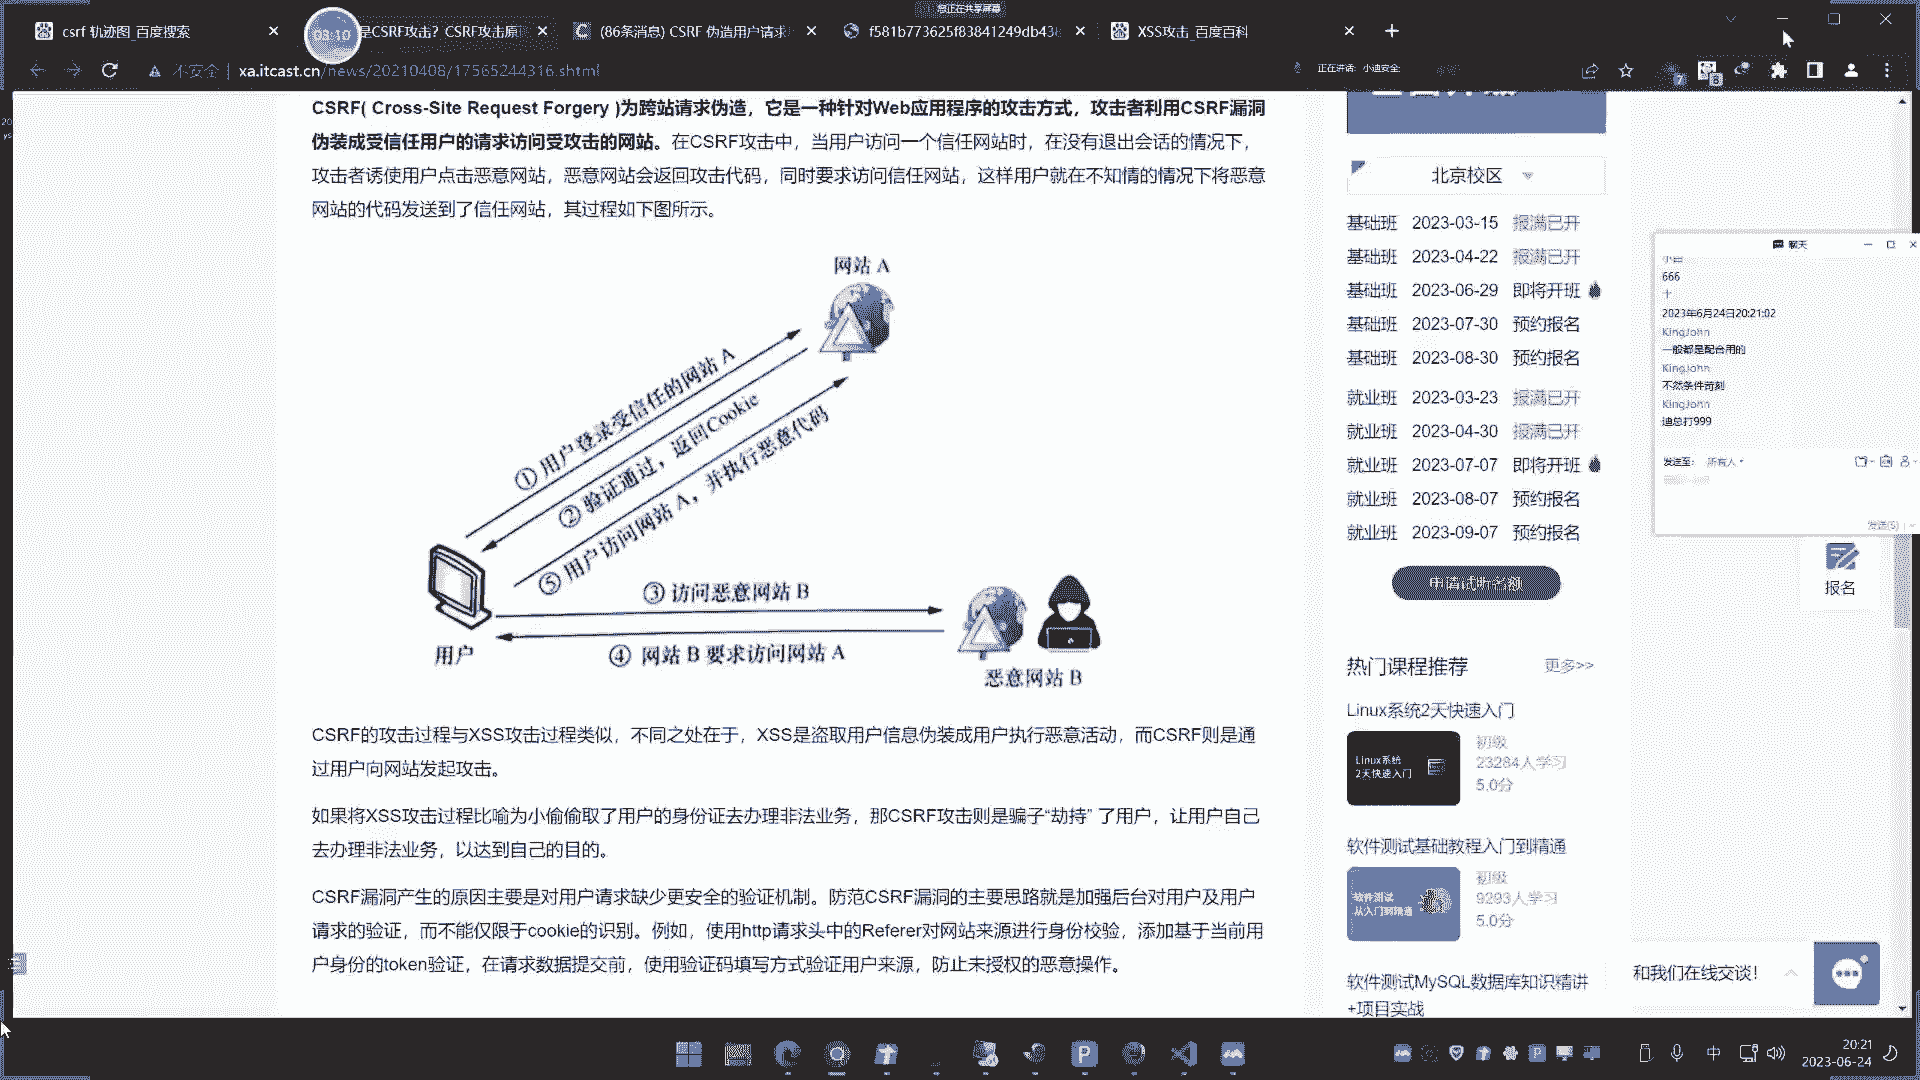 您正在共享屏幕
csrf 轨迹图_百度搜索
03:10
是CSRF攻击？CSRF攻击原
(86条消息) CSRF 伪造用户请求
f581b773625f83841249db43
XSS攻击_百度百科
不安全
xa.itcast.cn/news/20210408/17565244316.shtml
正在讲话: 小迪安全;
CSRF( Cross-Site Request Forgery )为跨站请求伪造，它是一种针对Web应用程序的攻击方式，攻击者利用CSRF漏洞
伪装成受信任用户的请求访问受攻击的网站。在CSRF攻击中，当用户访问一个信任网站时，在没有退出会话的情况下，
攻击者诱使用户点击恶意网站，恶意网站会返回攻击代码，同时要求访问信任网站，这样用户就在不知情的情况下将恶意
网站的代码发送到了信任网站，其过程如下图所示。
网站 A
① 用户登录受信任的网站 A
② 验证通过，返回Cookie
⑤ 用户访问网站 A，并执行恶意代码
③ 访问恶意网站 B
④ 网站 B 要求访问网站 A
用户
恶意网站 B
CSRF的攻击过程与XSS攻击过程类似，不同之处在于，XSS是盗取用户信息伪装成用户执行恶意活动，而CSRF则是通
过用户向网站发起攻击。
如果将XSS攻击过程比喻为小偷偷取了用户的身份证去办理非法业务，那CSRF攻击则是骗子“劫持” 了用户，让用户自己
去办理非法业务，以达到自己的目的。
CSRF漏洞产生的原因主要是对用户请求缺少更安全的验证机制。防范CSRF漏洞的主要思路就是加强后台对用户及用户
请求的验证，而不能仅限于cookie的识别。例如，使用http请求头中的Referer对网站来源进行身份校验，添加基于当前用
户身份的token验证，在请求数据提交前，使用验证码填写方式验证用户来源，防止未授权的恶意操作。
北京校区
基础班 2023-03-15 报满已开
基础班 2023-04-22 报满已开
基础班 2023-06-29 即将开班
基础班 2023-07-30 预约报名
基础班 2023-08-30 预约报名
就业班 2023-03-23 报满已开
就业班 2023-04-30 报满已开
就业班 2023-07-07 即将开班
就业班 2023-08-07 预约报名
就业班 2023-09-07 预约报名
申请试听名额
热门课程推荐 更多>>
Linux系统2天快速入门
Linux系统
2天快速入门
初级
23284人学习
5.0分
软件测试基础教程入门到精通
软件测试
从入门到精通
初级
9293人学习
5.0分
软件测试MySQL数据库知识精讲
+项目实战
聊天
666
十
2023年6月24日20:21:02
KingJohn
一般都是配合用的
KingJohn
不然条件苛刻
KingJohn
迪总打999
发送至: 所有人
发送(S)
报名
和我们在线交谈！
中
20:21
2023-06-24